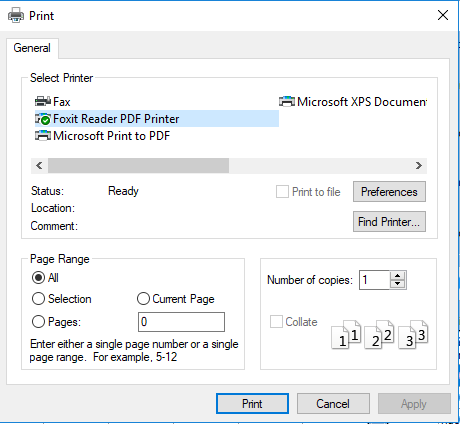 Print
General
Select Printer
Fax
Microsoft XPS Document
Foxit Reader PDF Printer
Microsoft Print to PDF
Status: Ready
Print to file
Preferences
Location:
Comment:
Find Printer...
Page Range
All
Selection
Current Page
Pages: 0
Enter either a single page number or a single
page range. For example, 5-12
Number of copies: 1
Collate
1 1 2 2 3 3
Print
Cancel
Apply